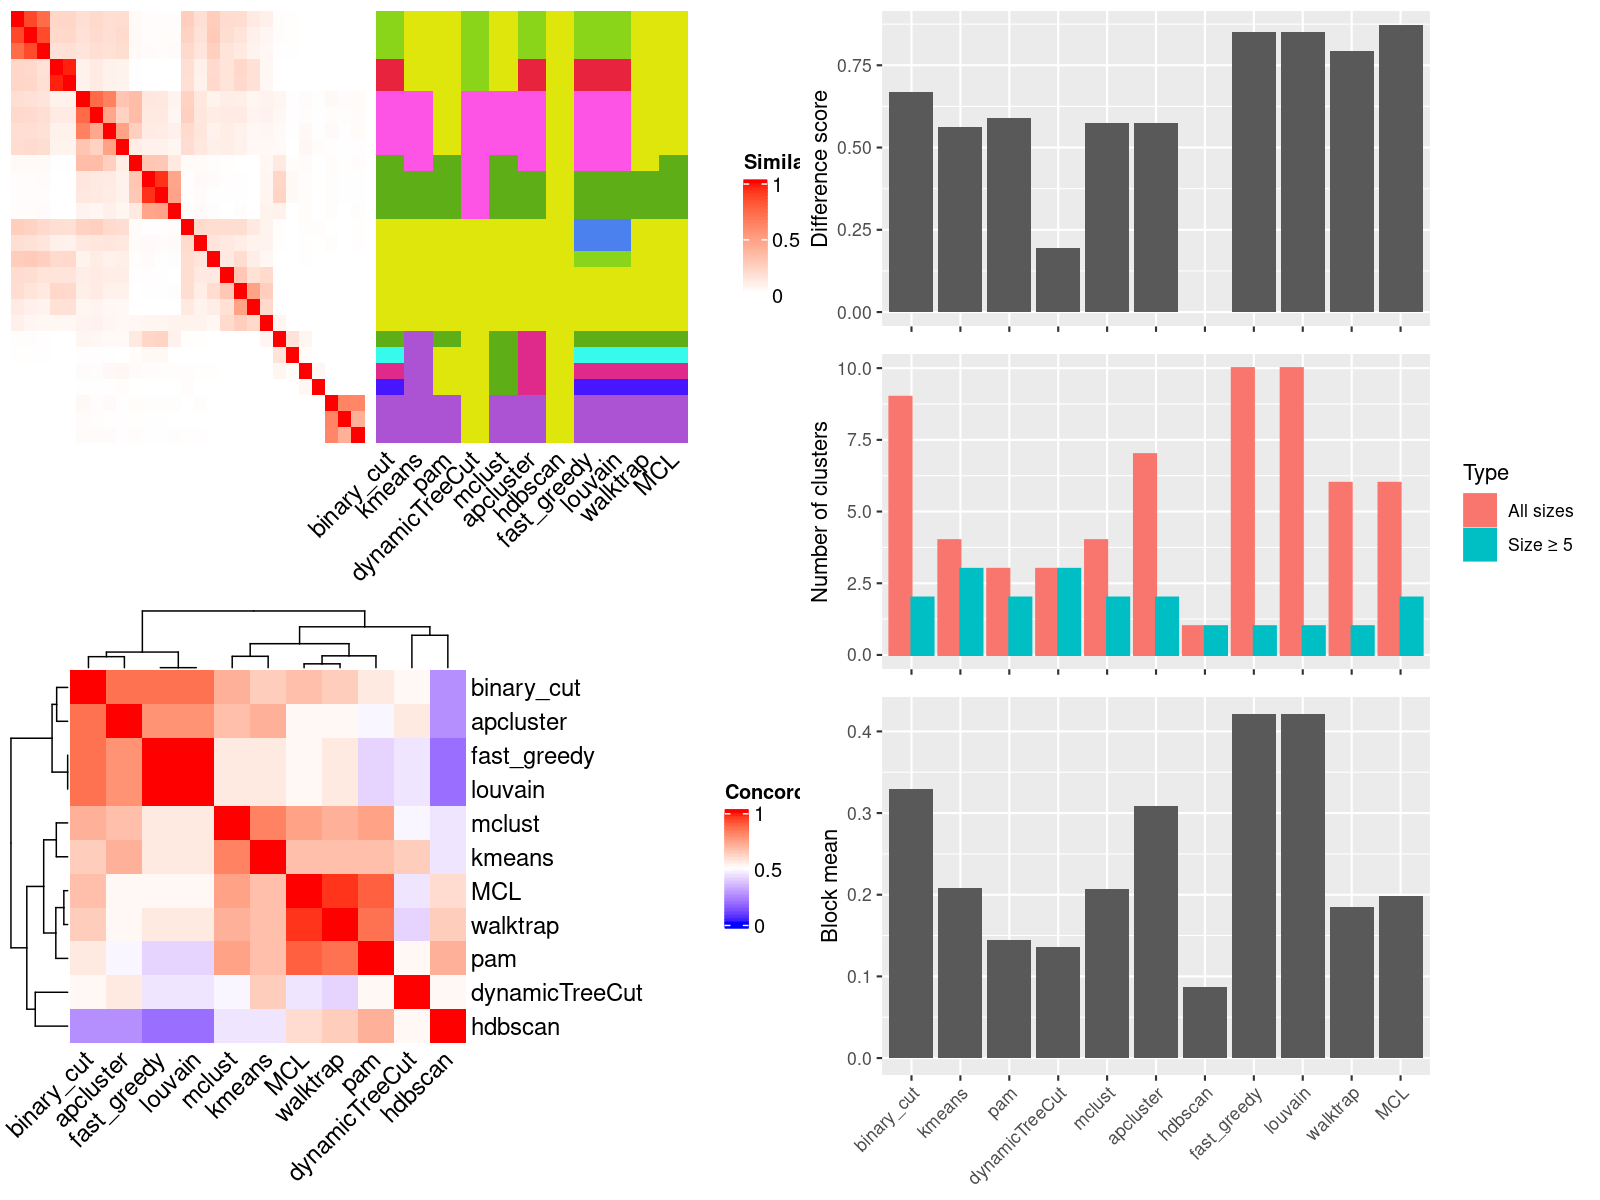 Simila
1
0.5
0
binary_cut
kmeans
pam
dynamicTreeCut
mclust
apcluster
hdbscan
fast_greedy
louvain
walktrap
MCL
binary_cut
apcluster
fast_greedy
louvain
mclust
kmeans
MCL
walktrap
pam
dynamicTreeCut
hdbscan
binary_cut
apcluster
fast_greedy
louvain
mclust
kmeans
MCL
walktrap
pam
dynamicTreeCut
hdbscan
Concord
1
0.5
0
Difference score
0.75
0.50
0.25
0.00
Number of clusters
10.0
7.5
5.0
2.5
0.0
Type
All sizes
Size ≥ 5
Block mean
0.4
0.3
0.2
0.1
0.0
binary_cut
kmeans
pam
dynamicTreeCut
mclust
apcluster
hdbscan
fast_greedy
louvain
walktrap
MCL